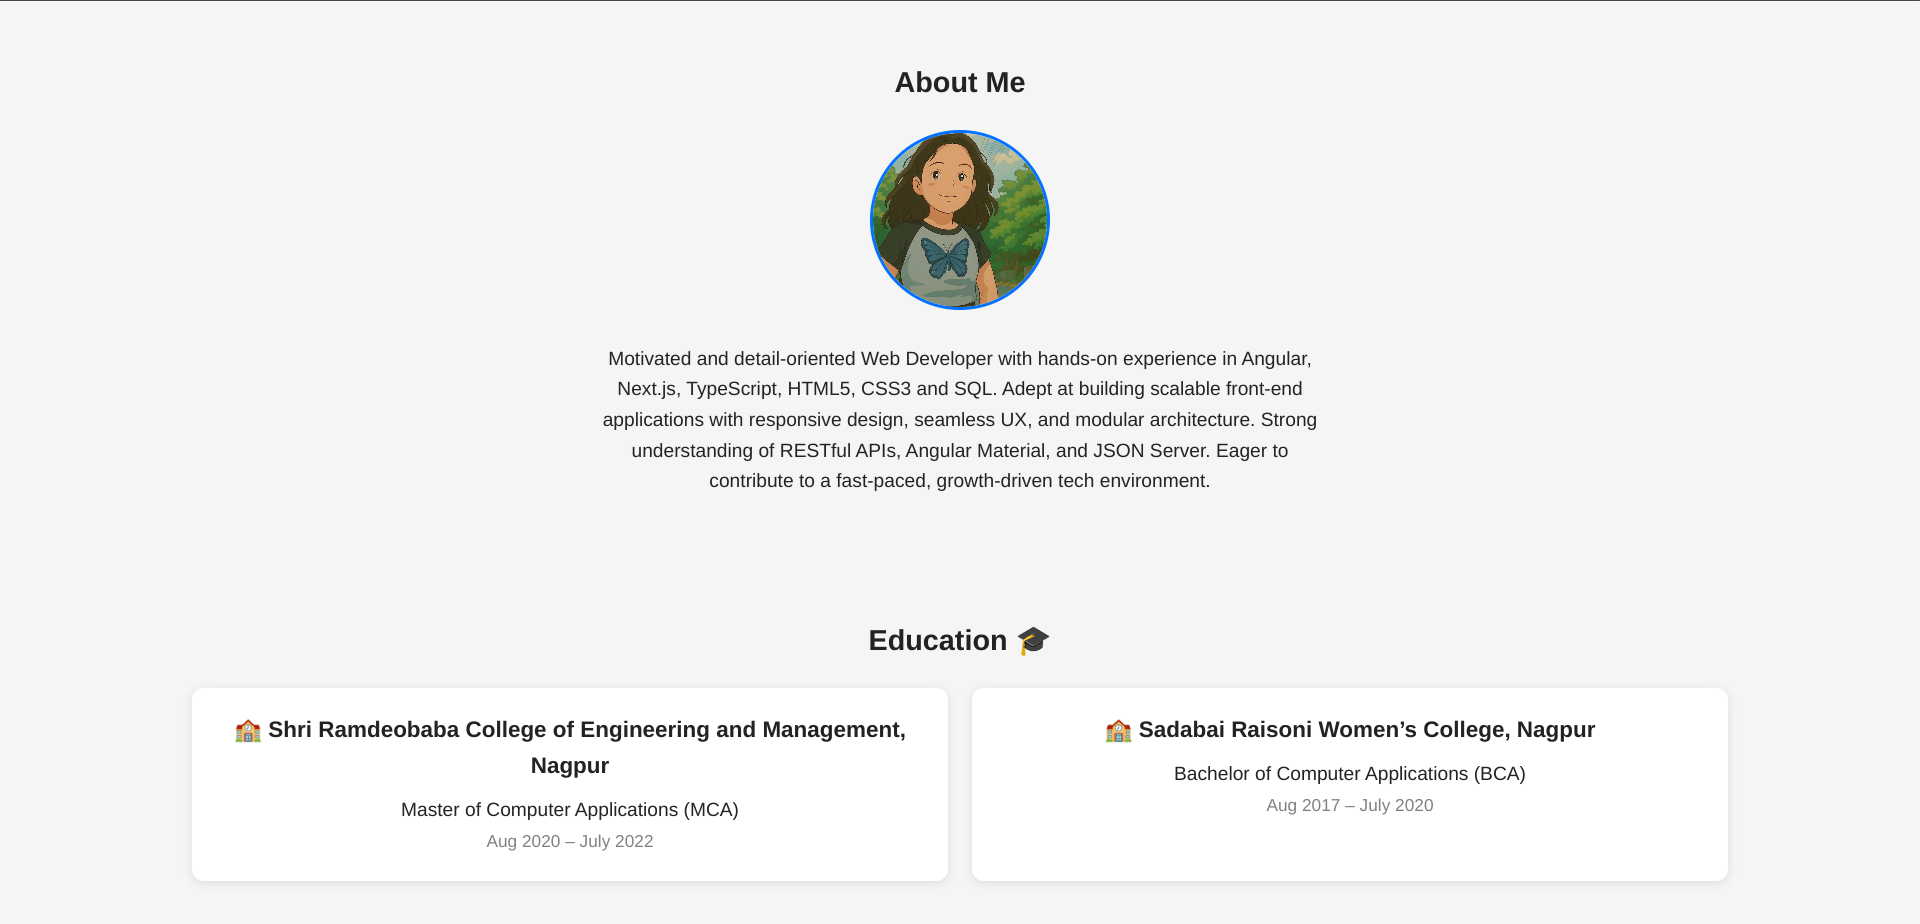 About Me
Motivated and detail-oriented Web Developer with hands-on experience in Angular,
Next.js, TypeScript, HTML5, CSS3 and SQL. Adept at building scalable front-end
applications with responsive design, seamless UX, and modular architecture. Strong
understanding of RESTful APIs, Angular Material, and JSON Server. Eager to
contribute to a fast-paced, growth-driven tech environment.
Education 🎓
🏫 Shri Ramdeobaba College of Engineering and Management,
Nagpur
Master of Computer Applications (MCA)
Aug 2020 – July 2022
🏫 Sadabai Raisoni Women’s College, Nagpur
Bachelor of Computer Applications (BCA)
Aug 2017 – July 2020